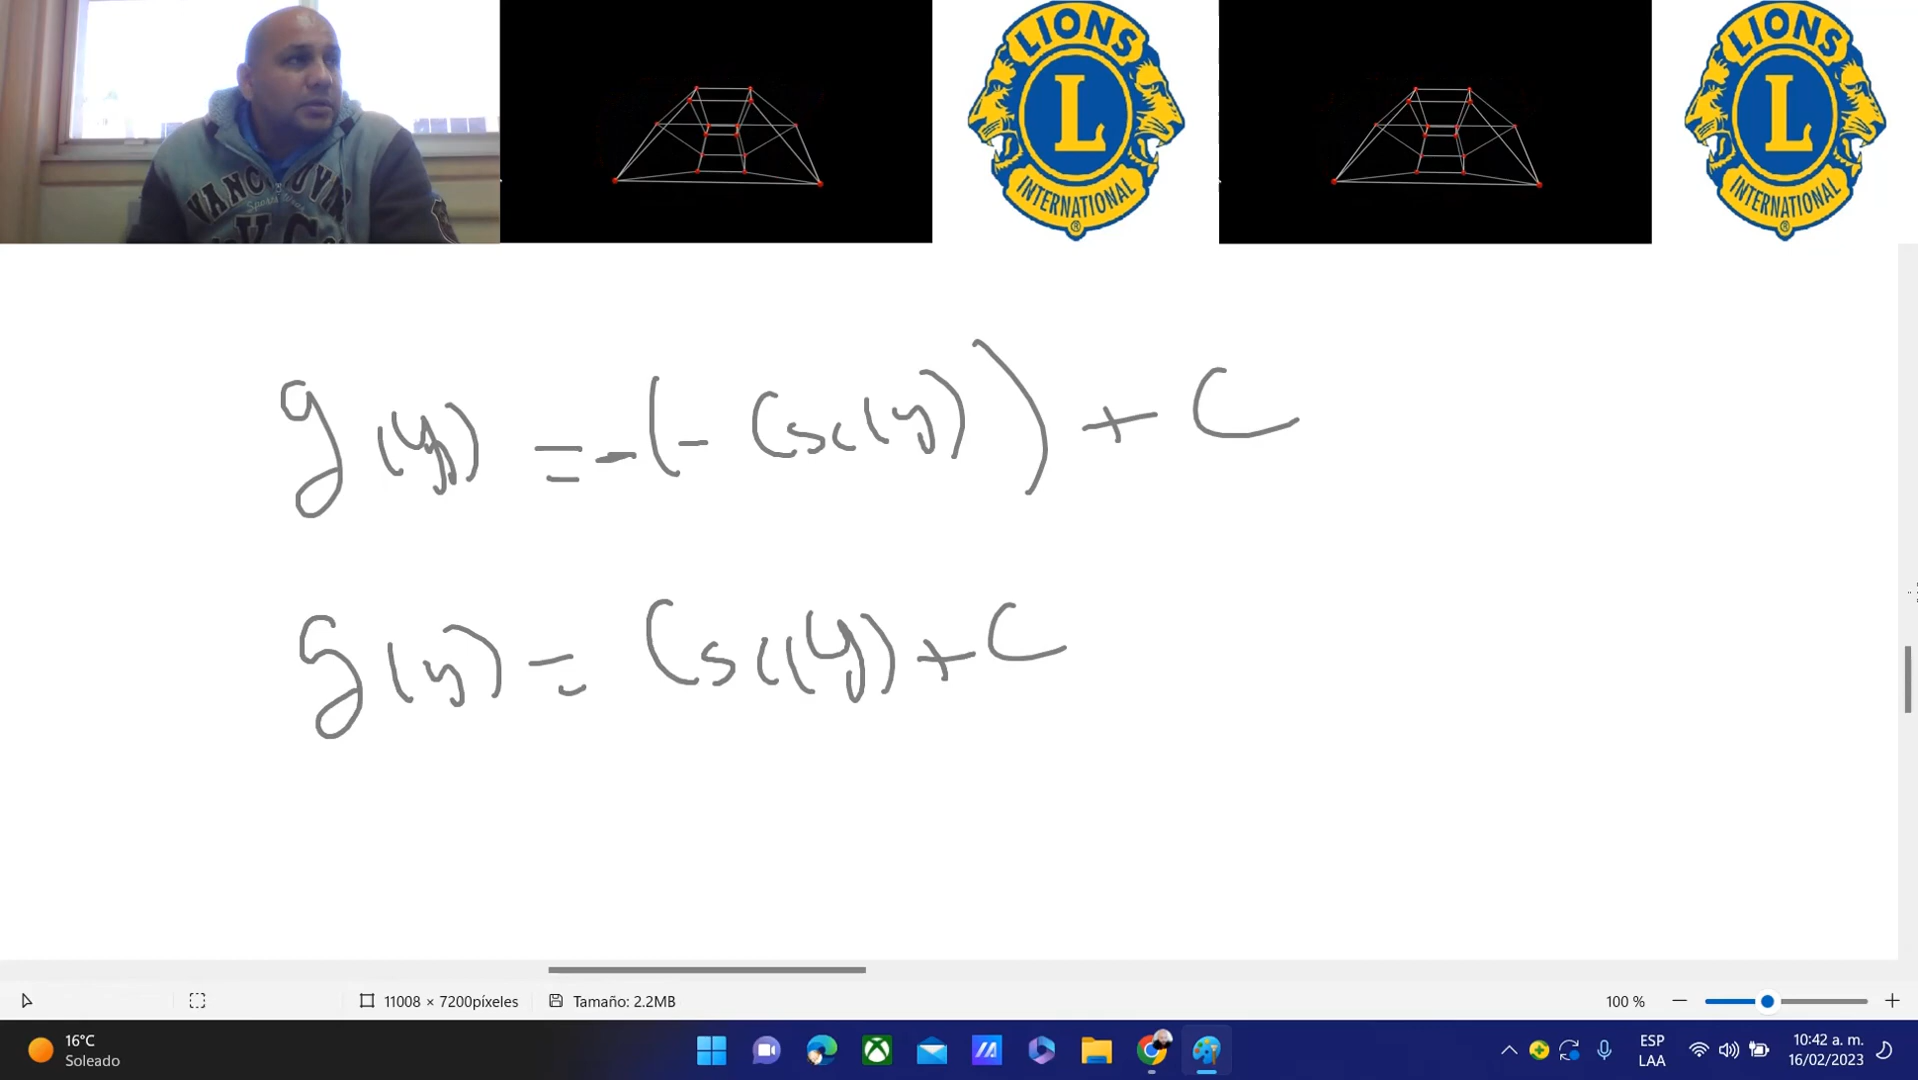 LIONS
L
INTERNATIONAL
®
LIONS
L
INTERNATIONAL
®
g(y) = -(- Csc(y)) + C
g(y) = Csc(y) + C
11008 × 7200píxeles
Tamaño: 2.2MB
100 %
16°C
Soleado
ESP
LAA
10:42 a. m.
16/02/2023